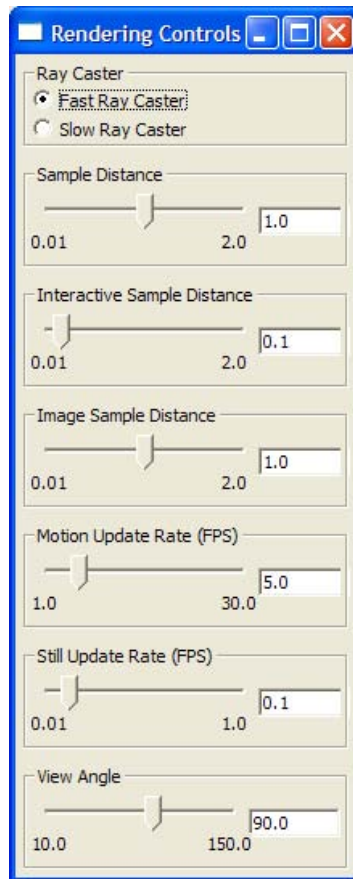 Rendering Controls
Ray Caster
Fast Ray Caster
Slow Ray Caster
Sample Distance
1.0
0.01 2.0
Interactive Sample Distance
0.1
0.01 2.0
Image Sample Distance
1.0
0.01 2.0
Motion Update Rate (FPS)
5.0
1.0 30.0
Still Update Rate (FPS)
0.1
0.01 1.0
View Angle
90.0
10.0 150.0